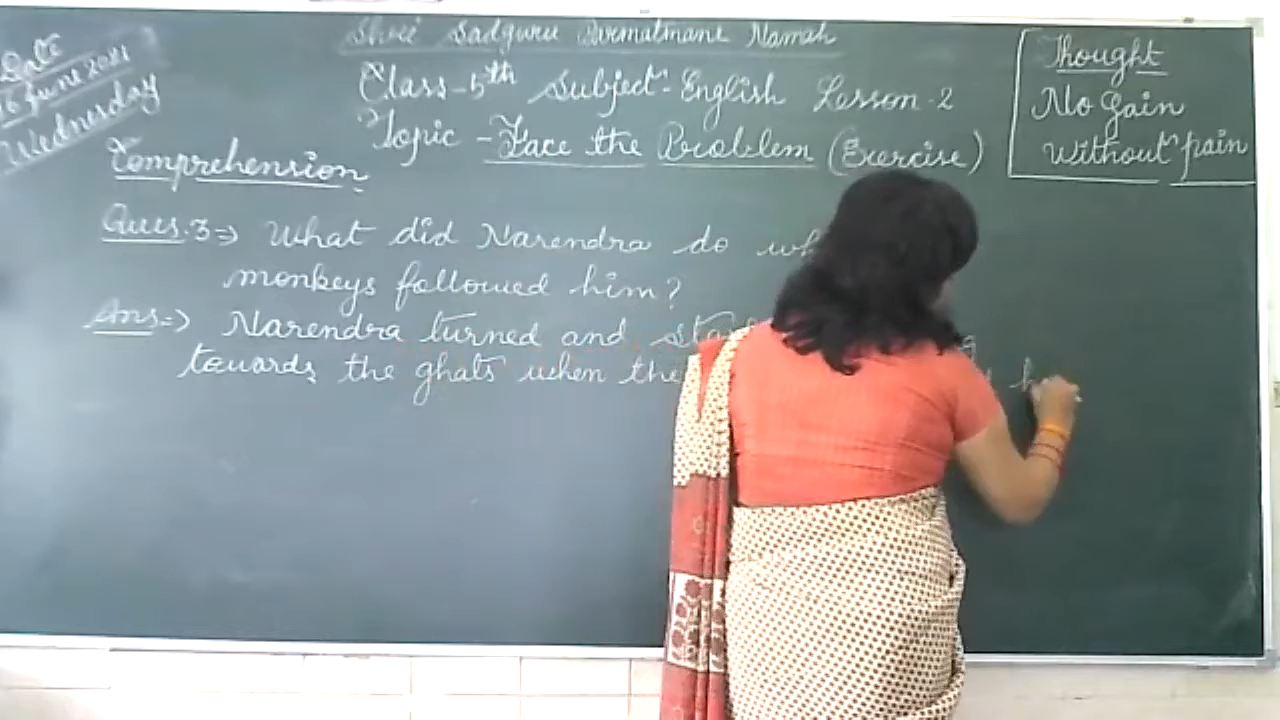 Date
16 June 2021
Wednesday
Shree Sadguru Parmatmane Namah
Class-5th Subject-English Lesson-2
Topic - Face the Problem (Exercise)
Thought
No Gain
Without pain
Comprehension
Ques.3=> What did Narendra do
monkeys followed him?
Ans=> Narendra turned and
towards the ghats when